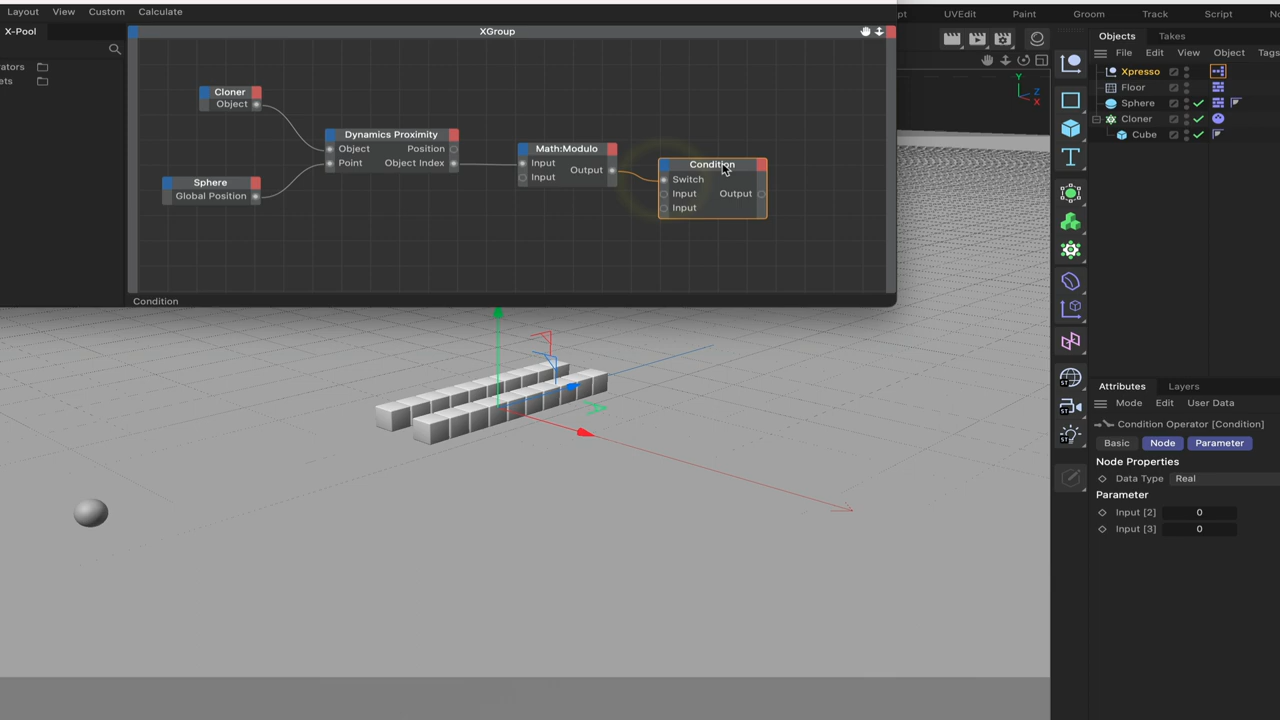 Layout View Custom Calculate
X-Pool
XGroup
UVEdit Paint Groom Track Script
Objects Takes
File Edit View Object Tags
Xpresso
Floor
Sphere
Cloner
Cube
Cloner
Object
Dynamics Proximity
Object Position
Point Object Index
Sphere
Global Position
Math:Modulo
Input
Input
Output
Condition
Switch
Input Output
Input
Condition
Y
Z
X
ST
ST
ST
Attributes Layers
Mode Edit User Data
Condition Operator [Condition]
Basic Node Parameter
Node Properties
Data Type Real
Parameter
Input [2] 0
Input [3] 0